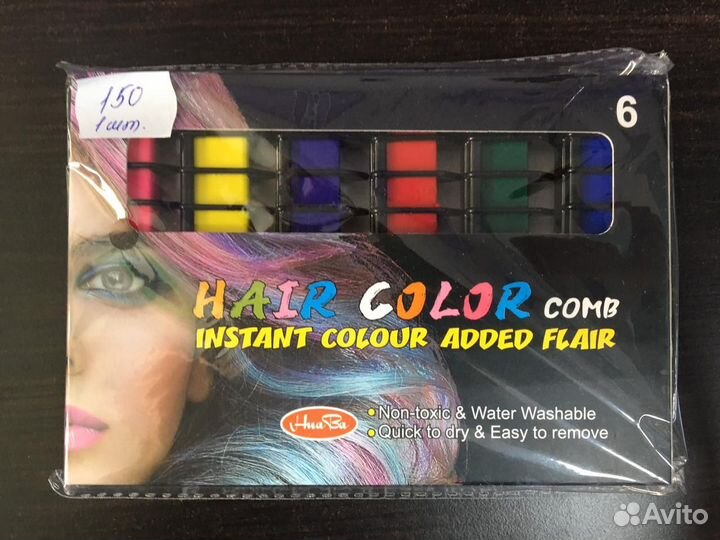 150
1 шт.
6
HAIR COLOR COMB
INSTANT COLOUR ADDED FLAIR
HuaBa
Non-toxic & Water Washable
Quick to dry & Easy to remove
Avito